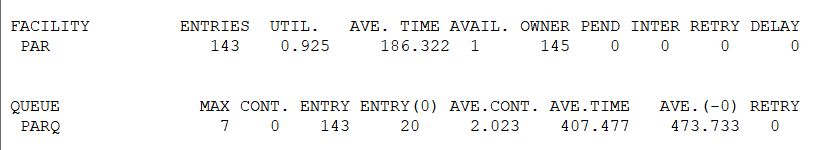 FACILITY ENTRIES UTIL. AVE. TIME AVAIL. OWNER PEND INTER RETRY DELAY
PAR 143 0.925 186.322 1 145 0 0 0 0
QUEUE MAX CONT. ENTRY ENTRY(0) AVE.CONT. AVE.TIME AVE.(-0) RETRY
PARQ 7 0 143 20 2.023 407.477 473.733 0